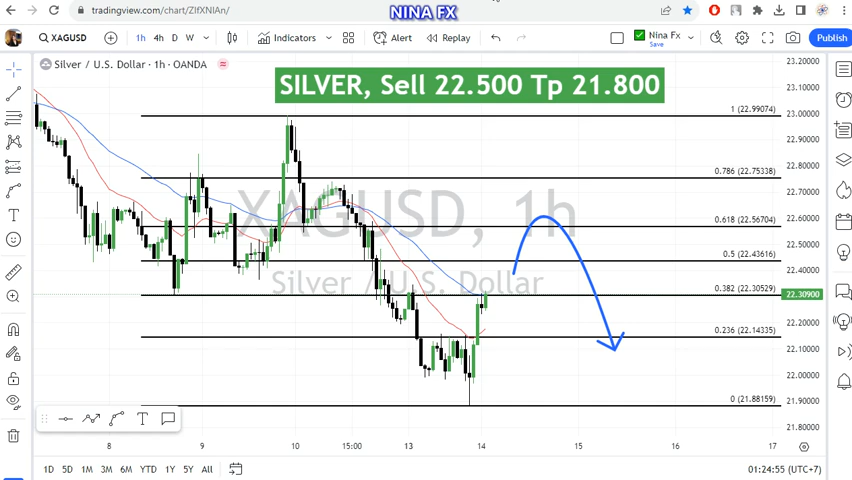 NINA FX
tradingview.com/chart/ZIfXNIAn/
XAGUSD
1h 4h D W
Indicators
Alert
Replay
Nina Fx
Save
Publish
Silver / U.S. Dollar · 1h · OANDA
SILVER, Sell 22.500 Tp 21.800
XAGUSD, 1h
Silver / U.S. Dollar
1 (22.99074)
0.786 (22.75338)
0.618 (22.56704)
0.5 (22.43616)
0.382 (22.30529)
0.236 (22.14335)
0 (21.88159)
23.20000
23.10000
23.00000
22.90000
22.80000
22.70000
22.60000
22.50000
22.40000
22.30900
22.20000
22.10000
22.00000
21.90000
21.80000
8 9 10 15:00 13 14 15 16 17
1D 5D 1M 3M 6M YTD 1Y 5Y All
01:24:55 (UTC+7)